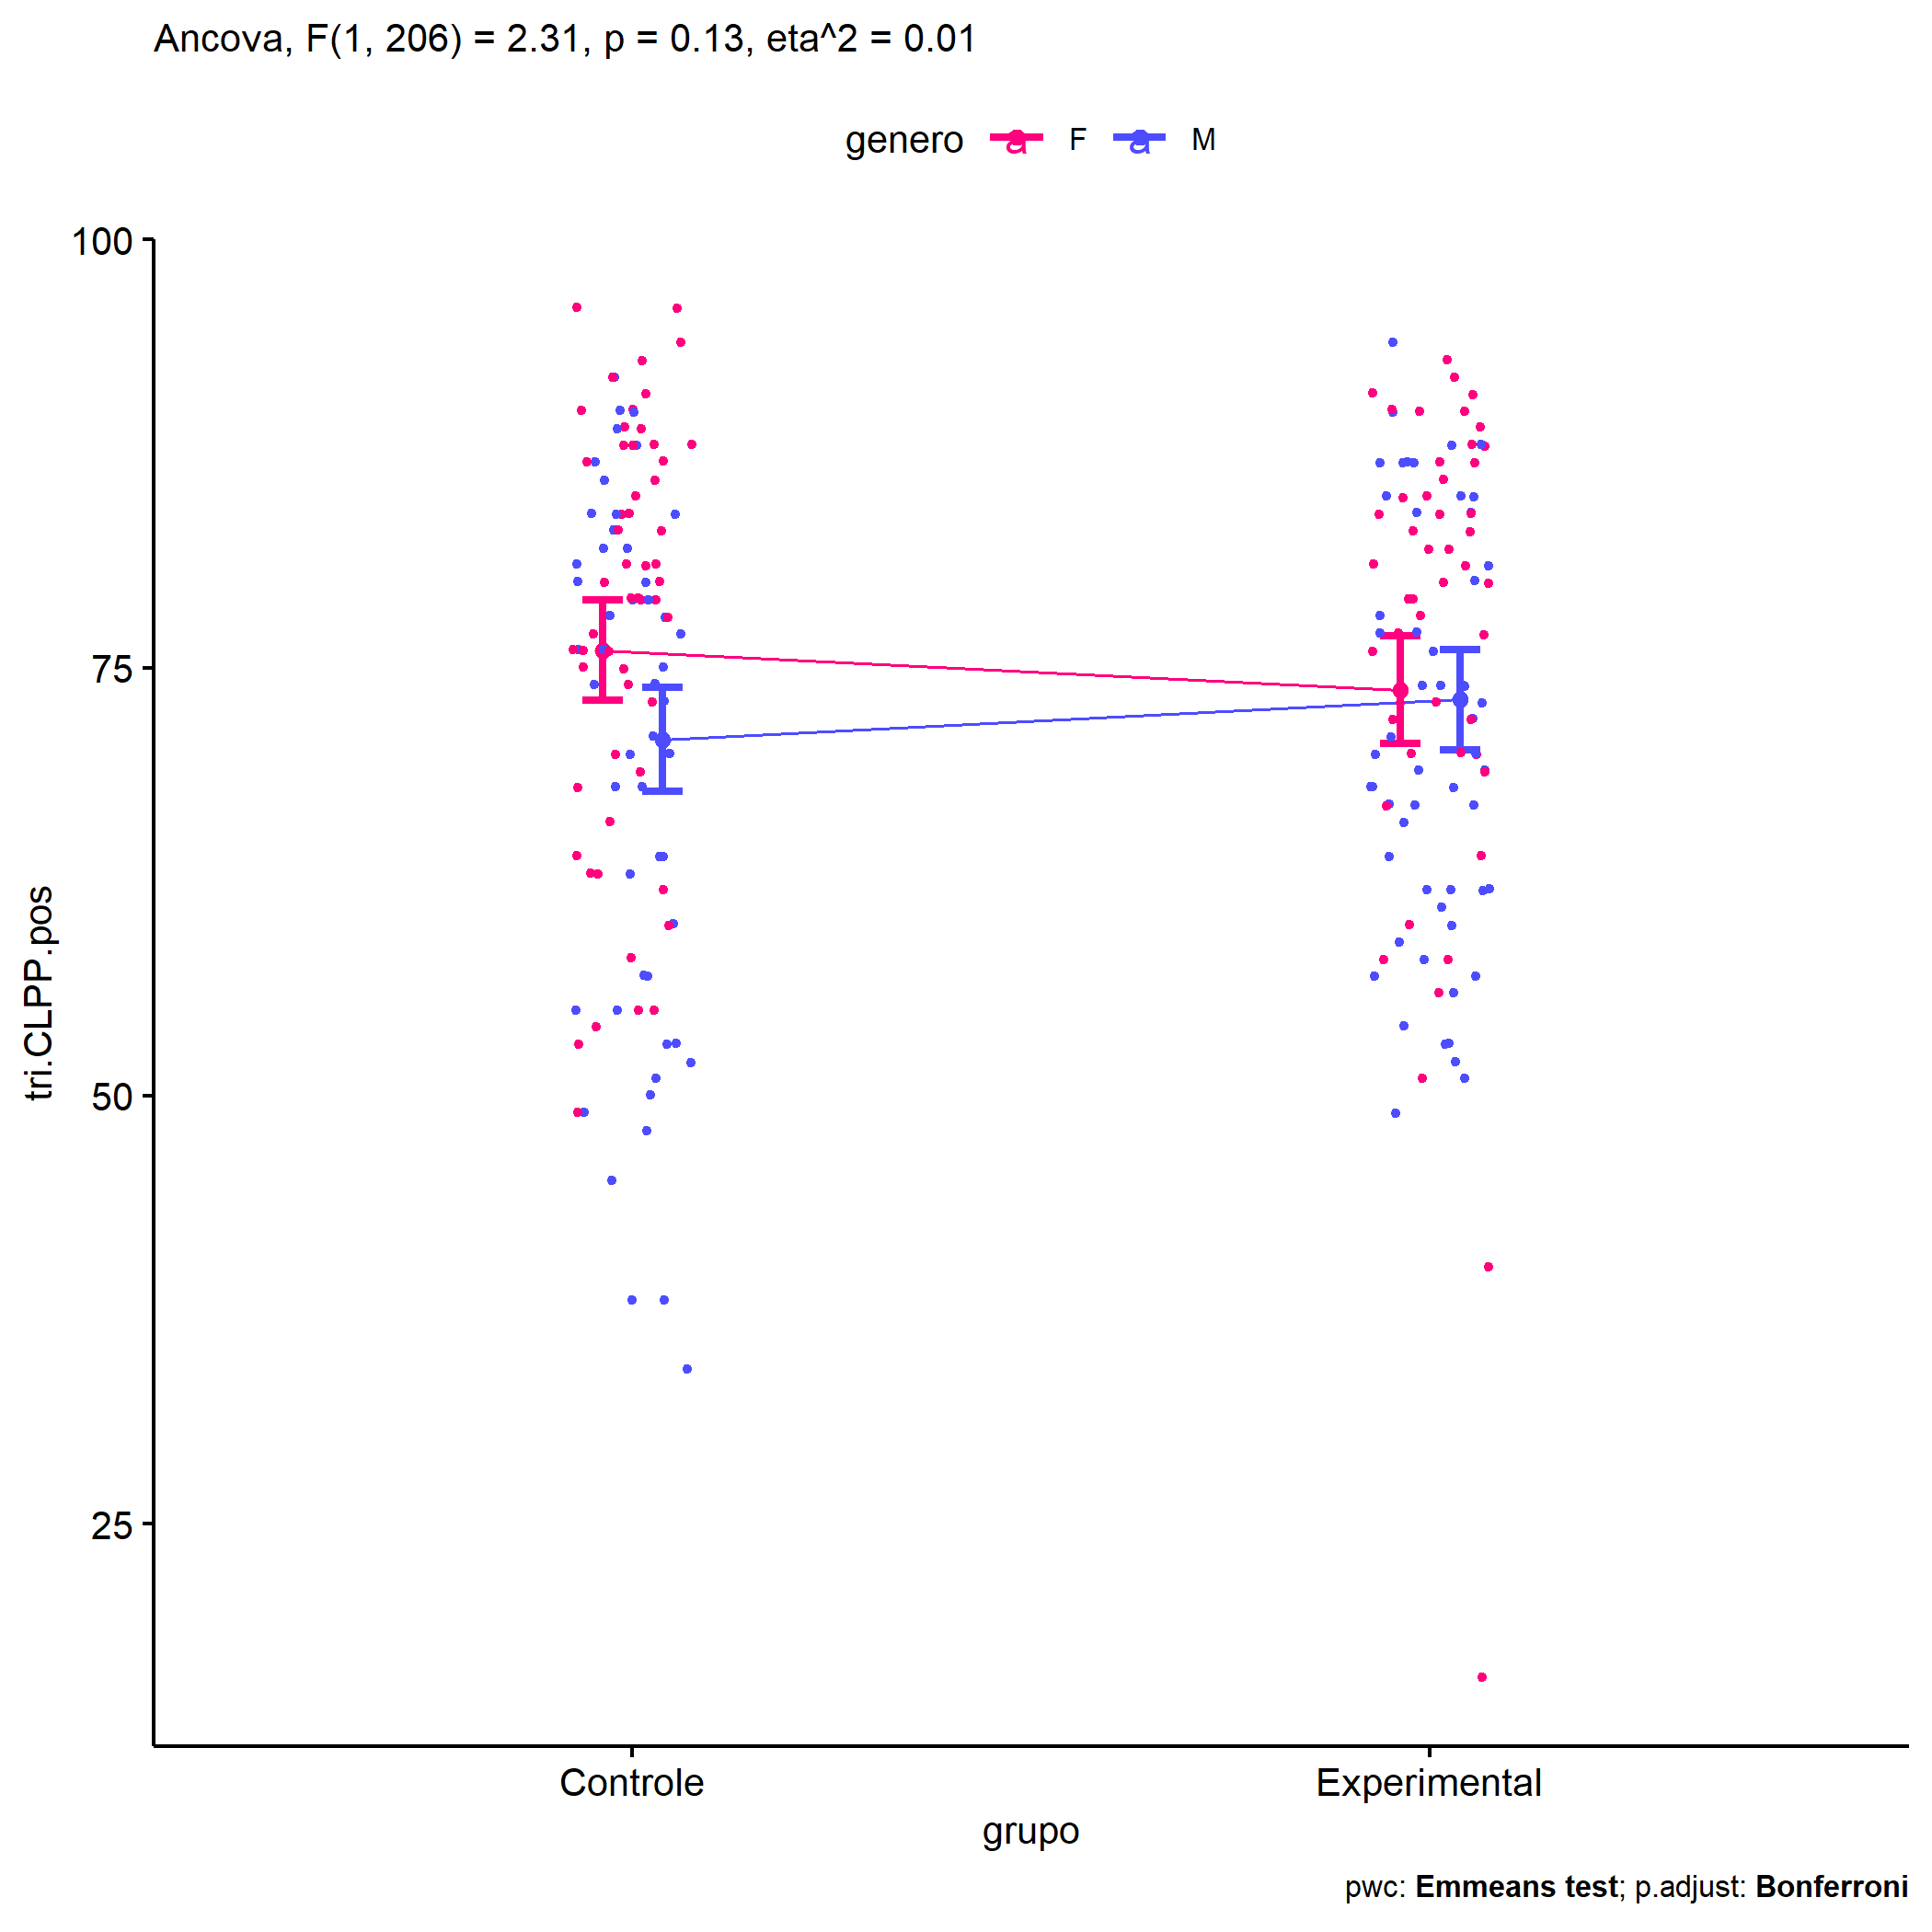 Ancova, F(1, 206) = 2.31, p = 0.13, eta^2 = 0.01
genero a F a M
100
75
50
25
tri.CLPP.pos
Controle Experimental
grupo
pwc: Emmeans test; p.adjust: Bonferroni